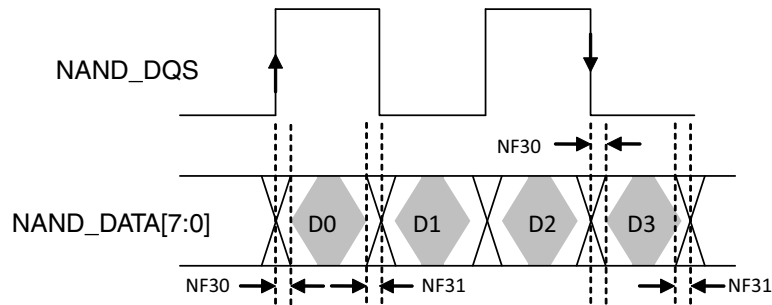 NAND_DQS
NF30
NAND_DATA[7:0]
D0
D1
D2
D3
NF30
NF31
NF31